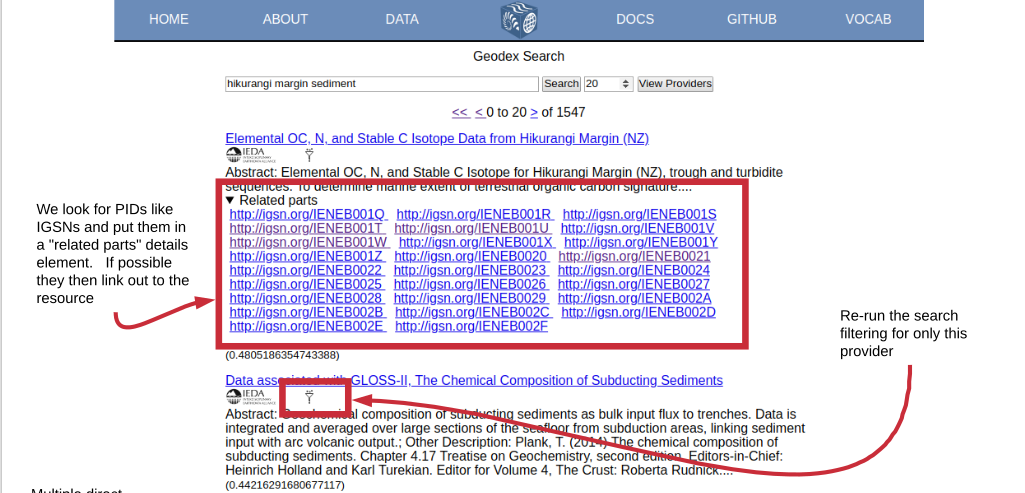 HOME ABOUT DATA DOCS GITHUB VOCAB
Geodex Search
hikurangi margin sediment Search 20 View Providers
<< < 0 to 20 > of 1547
Elemental OC, N, and Stable C Isotope Data from Hikurangi Margin (NZ)
IEDA
Abstract: Elemental OC, N, and Stable C Isotope for Hikurangi Margin (NZ), trough and turbidite
sequences. To determine marine extent of terrestrial organic carbon signature....
▼ Related parts
http://igsn.org/IENEB001Q http://igsn.org/IENEB001R http://igsn.org/IENEB001S
http://igsn.org/IENEB001T http://igsn.org/IENEB001U http://igsn.org/IENEB001V
http://igsn.org/IENEB001W http://igsn.org/IENEB001X http://igsn.org/IENEB001Y
http://igsn.org/IENEB001Z http://igsn.org/IENEB0020 http://igsn.org/IENEB0021
http://igsn.org/IENEB0022 http://igsn.org/IENEB0023 http://igsn.org/IENEB0024
http://igsn.org/IENEB0025 http://igsn.org/IENEB0026 http://igsn.org/IENEB0027
http://igsn.org/IENEB0028 http://igsn.org/IENEB0029 http://igsn.org/IENEB002A
http://igsn.org/IENEB002B http://igsn.org/IENEB002C http://igsn.org/IENEB002D
http://igsn.org/IENEB002E http://igsn.org/IENEB002F
(0.4805186354743388)
We look for PIDs like
IGSNs and put them in
a "related parts" details
element. If possible
they then link out to the
resource
Re-run the search
filtering for only this
provider
Data associated with GLOSS-II, The Chemical Composition of Subducting Sediments
IEDA
Abstract: Geochemical composition of subducting sediments as bulk input flux to trenches. Data is
integrated and averaged over large sections of the seafloor from subduction areas, linking sediment
input with arc volcanic output.; Other Description: Plank, T. (2014) The chemical composition of
subducting sediments. Chapter 4.17 Treatise on Geochemistry, second edition. Editors-in-Chief:
Heinrich Holland and Karl Turekian. Editor for Volume 4, The Crust: Roberta Rudnick....
(0.44216291680677117)
Multiple direct